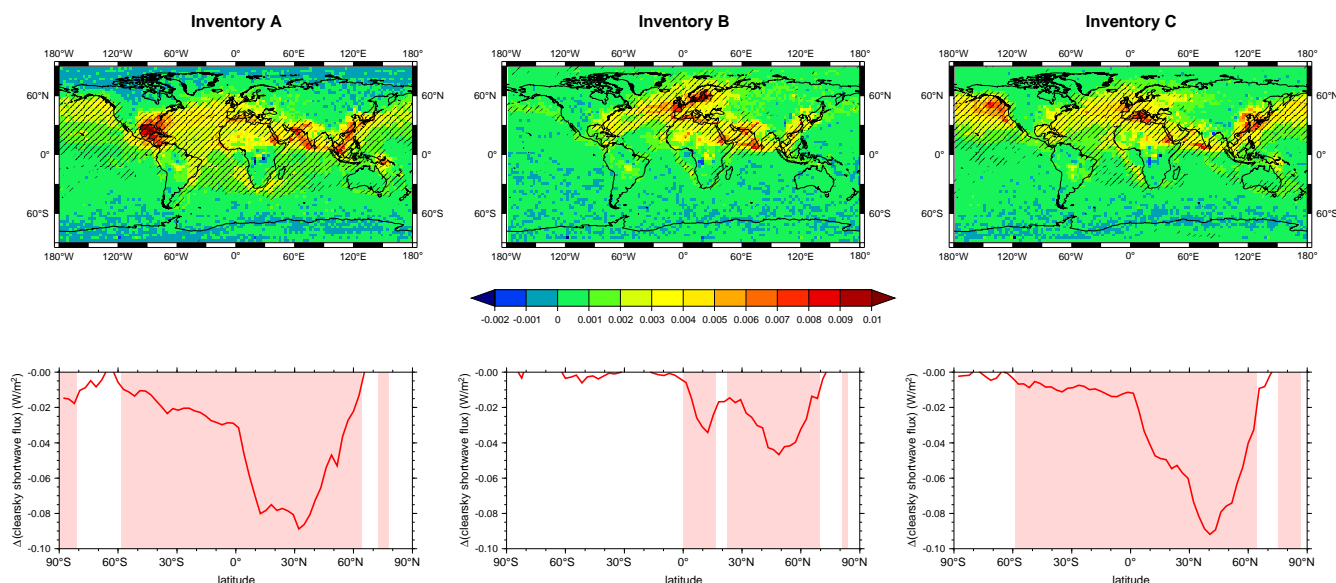 Inventory A
Inventory B
Inventory C
180°W 120°W 60°W 0° 60°E 120°E 180°
180°W 120°W 60°W 0° 60°E 120°E 180°
180°W 120°W 60°W 0° 60°E 120°E 180°
60°N 60°N 60°N
0° 0° 0°
60°S 60°S 60°S
180°W 120°W 60°W 0° 60°E 120°E 180°
180°W 120°W 60°W 0° 60°E 120°E 180°
180°W 120°W 60°W 0° 60°E 120°E 180°
-0.002 -0.001 0 0.001 0.002 0.003 0.004 0.005 0.006 0.007 0.008 0.009 0.01
Δ(clearsky shortwave flux) (W/m²)
-0.00
-0.02
-0.04
-0.06
-0.08
-0.10
90°S 60°S 30°S 0° 30°N 60°N 90°N
latitude
Δ(clearsky shortwave flux) (W/m²)
-0.00
-0.02
-0.04
-0.06
-0.08
-0.10
90°S 60°S 30°S 0° 30°N 60°N 90°N
latitude
Δ(clearsky shortwave flux) (W/m²)
-0.00
-0.02
-0.04
-0.06
-0.08
-0.10
90°S 60°S 30°S 0° 30°N 60°N 90°N
latitude